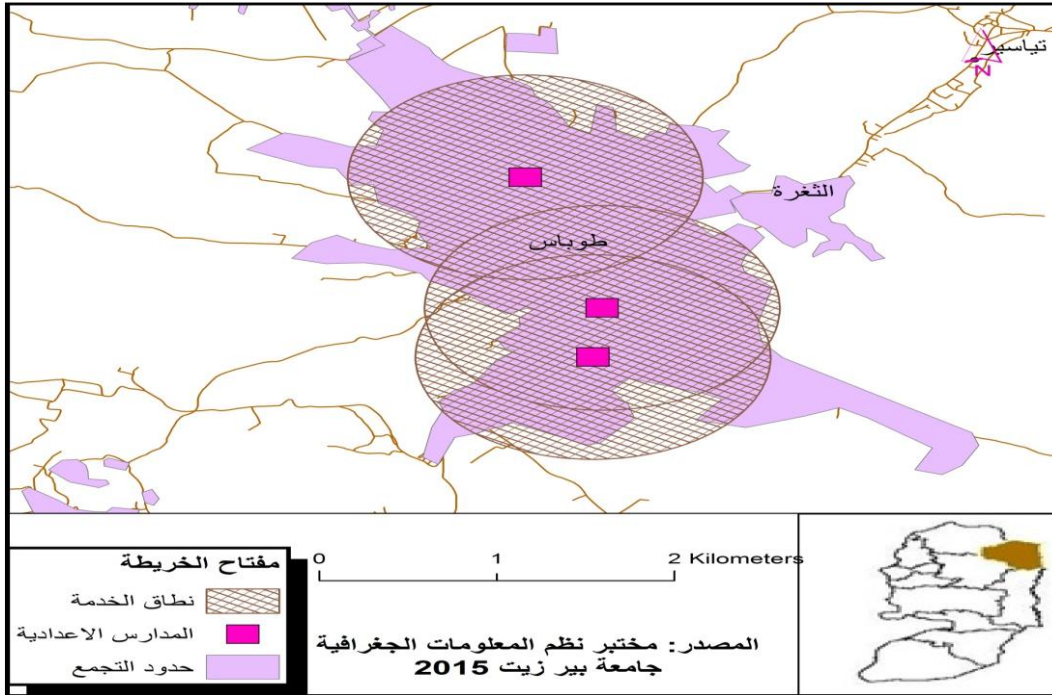 تياسير
N
الثغرة
طوباس
مفتاح الخريطة
نطاق الخدمة
المدارس الاعدادية
حدود التجمع
0 1 2 Kilometers
المصدر: مختبر نظم المعلومات الجغرافية
جامعة بير زيت 2015